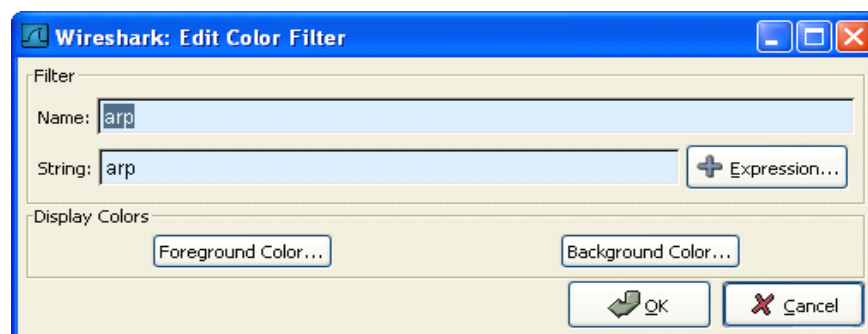 Wireshark: Edit Color Filter
Filter
Name: arp
String: arp Expression...
Display Colors
Foreground Color... Background Color...
OK Cancel